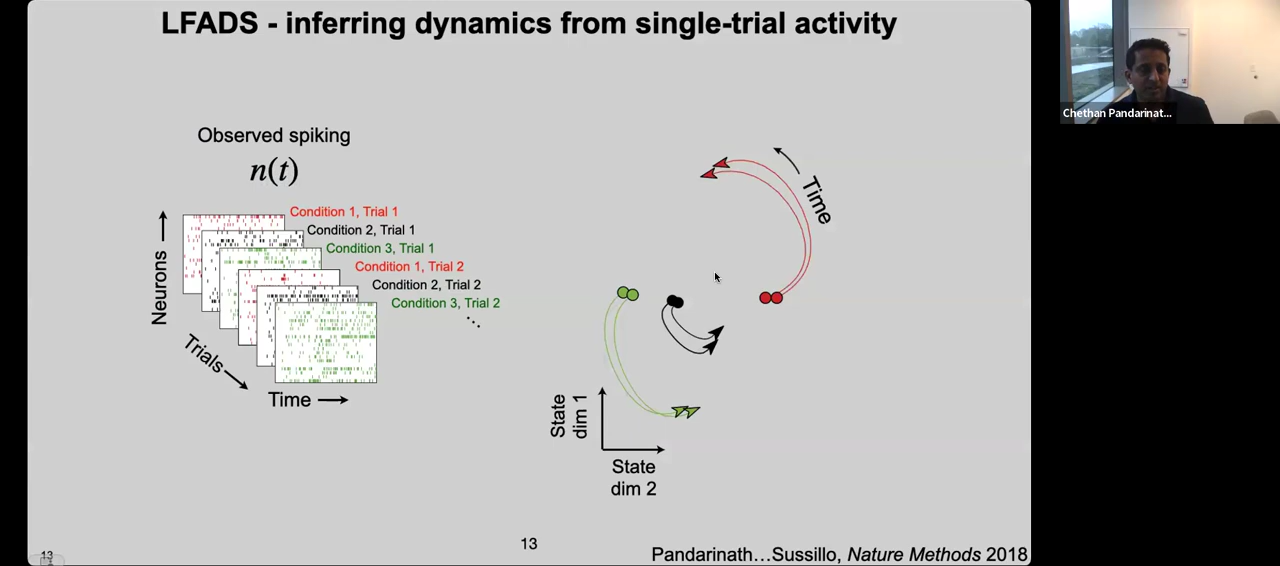 LFADS - inferring dynamics from single-trial activity
Chethan Pandarinat...
Observed spiking
n(t)
Condition 1, Trial 1
Condition 2, Trial 1
Condition 3, Trial 1
Condition 1, Trial 2
Condition 2, Trial 2
Condition 3, Trial 2
Neurons
Trials
Time
Time
State
dim 1
State
dim 2
13
13
Pandarinath…Sussillo, Nature Methods 2018